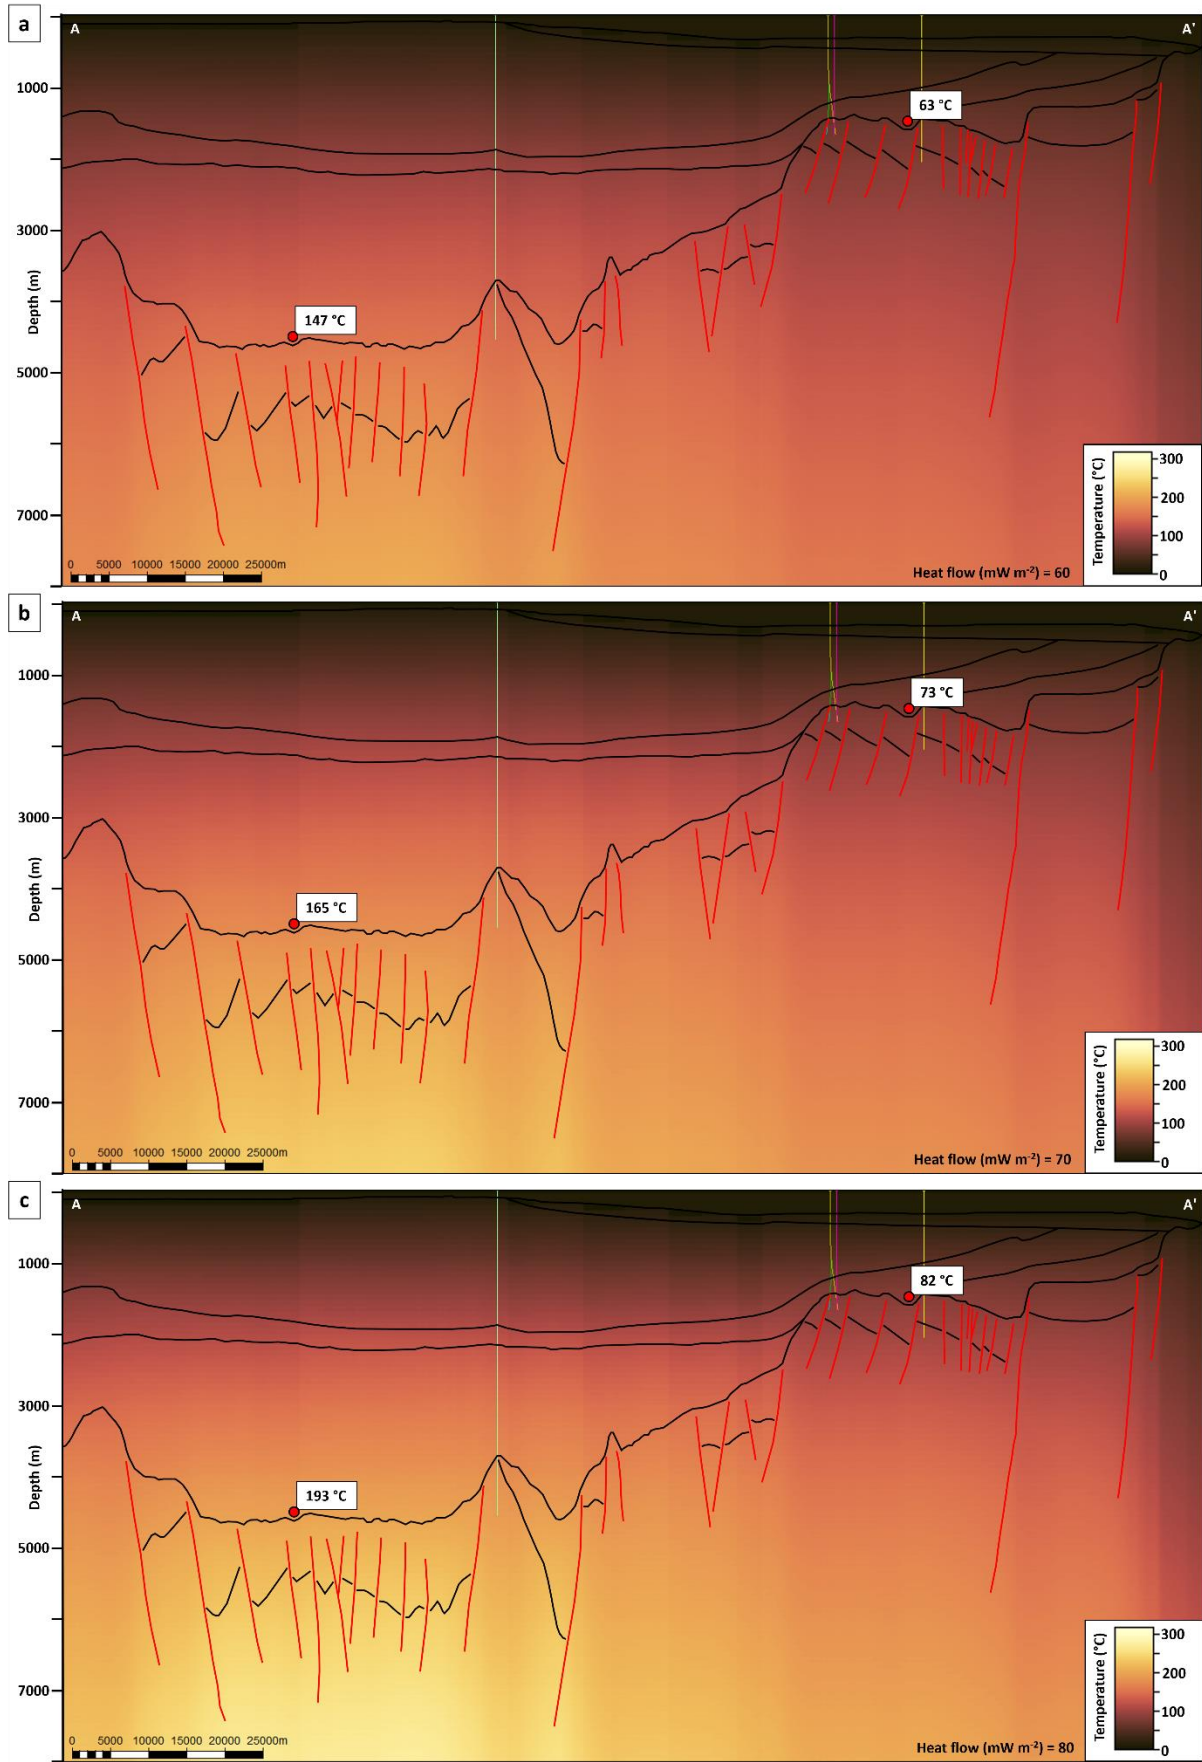 a
A
A'
1000
63 °C
3000
Depth (m)
147 °C
5000
7000
Temperature (°C)
300
200
100
0
0 5000 10000 15000 20000 25000m
Heat flow (mW m⁻²) = 60
b
A
A'
1000
73 °C
3000
Depth (m)
165 °C
5000
7000
Temperature (°C)
300
200
100
0
0 5000 10000 15000 20000 25000m
Heat flow (mW m⁻²) = 70
c
A
A'
1000
82 °C
3000
Depth (m)
193 °C
5000
7000
Temperature (°C)
300
200
100
0
0 5000 10000 15000 20000 25000m
Heat flow (mW m⁻²) = 80